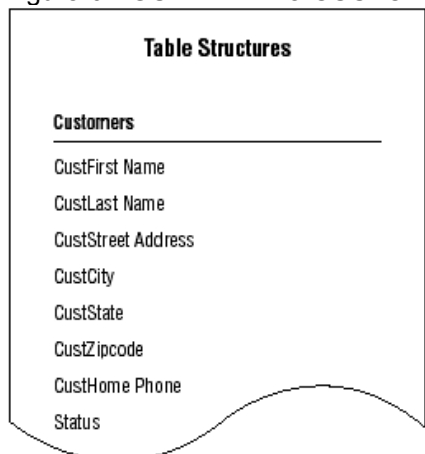 Table Structures
Customers
CustFirst Name
CustLast Name
CustStreet Address
CustCity
CustState
CustZipcode
CustHome Phone
Status